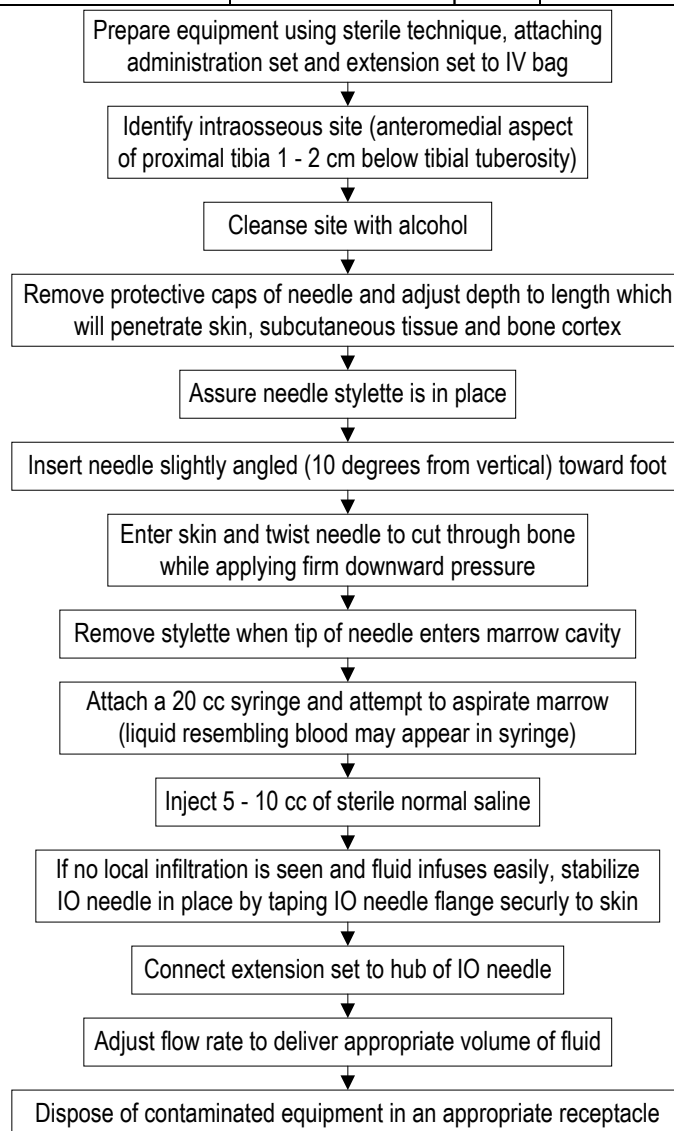 Prepare equipment using sterile technique, attaching
administration set and extension set to IV bag
Identify intraosseous site (anteromedial aspect
of proximal tibia 1 - 2 cm below tibial tuberosity)
Cleanse site with alcohol
Remove protective caps of needle and adjust depth to length which
will penetrate skin, subcutaneous tissue and bone cortex
Assure needle stylette is in place
Insert needle slightly angled (10 degrees from vertical) toward foot
Enter skin and twist needle to cut through bone
while applying firm downward pressure
Remove stylette when tip of needle enters marrow cavity
Attach a 20 cc syringe and attempt to aspirate marrow
(liquid resembling blood may appear in syringe)
Inject 5 - 10 cc of sterile normal saline
If no local infiltration is seen and fluid infuses easily, stabilize
IO needle in place by taping IO needle flange securly to skin
Connect extension set to hub of IO needle
Adjust flow rate to deliver appropriate volume of fluid
Dispose of contaminated equipment in an appropriate receptacle